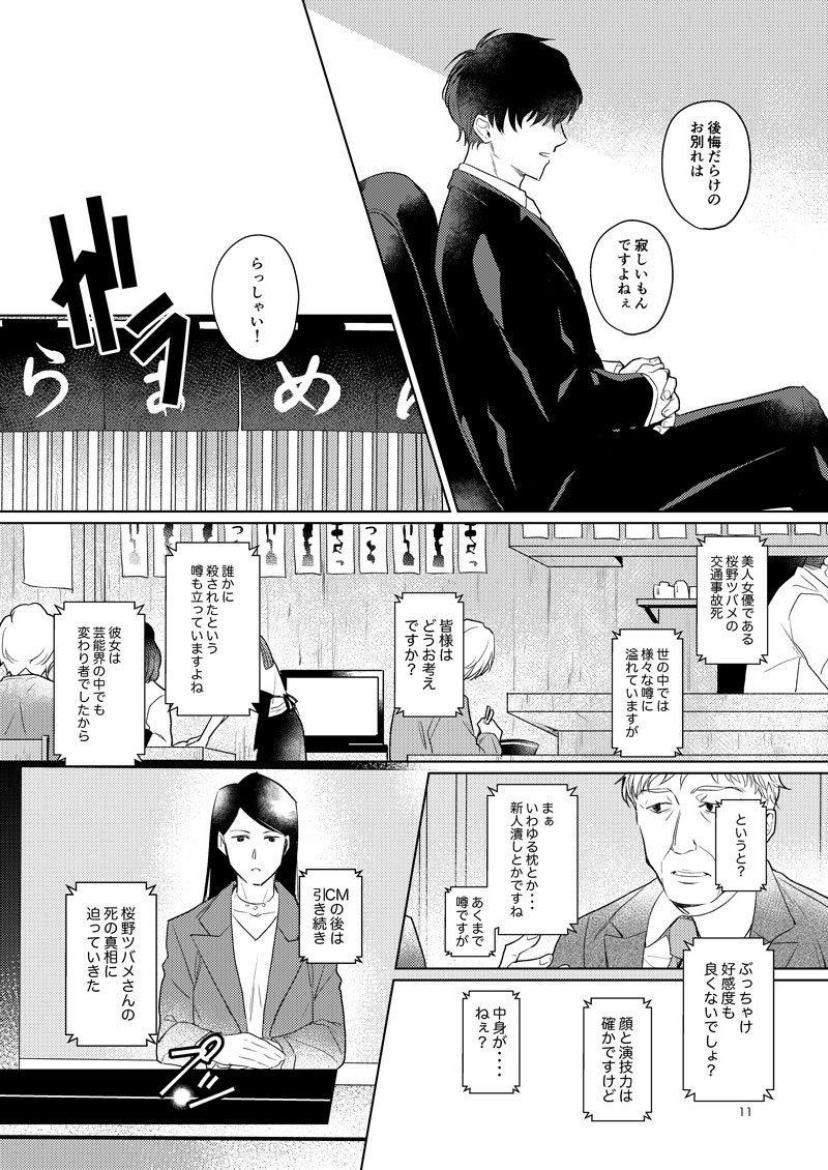 後悔だらけの
お別れは
寂しいもん
ですよねぇ
ガララ
らっしゃい！
らぁめん
美人女優である
桜野ツバメの
交通事故死
世の中では
様々な噂に
溢れていますが
皆様は
どうお考え
ですか？
誰かに
殺されたという
噂も立っていますよね
彼女は
芸能界の中でも
変わり者でしたから
というと？
まぁ
いわゆる枕とか・・・
新人潰しとかですね
あくまで
噂ですが
ぶっちゃけ
好感度も
良くないでしょ？
顔と演技力は
確かですけど
中身が・・・・
ねぇ？
CMの後は
引き続き
桜野ツバメさんの
死の真相に
迫っていきた
プッ
11